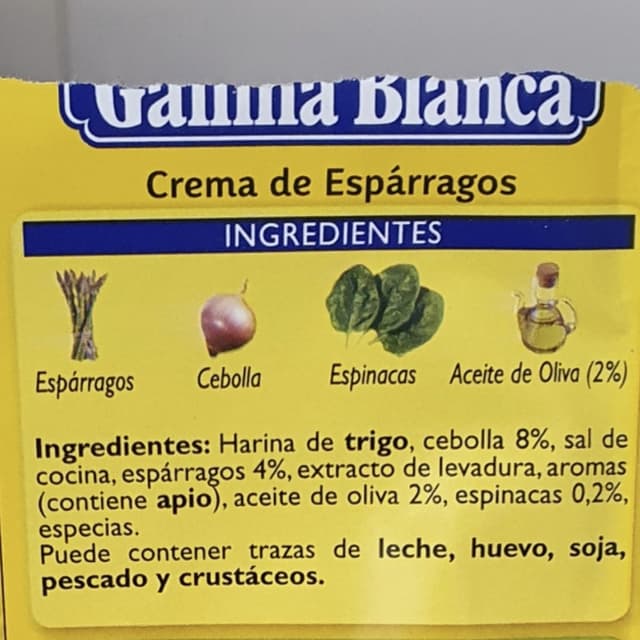 Gallina Blanca
Crema de Espárragos
INGREDIENTES
Espárragos
Cebolla
Espinacas
Aceite de Oliva (2%)
Ingredientes: Harina de trigo, cebolla 8%, sal de
cocina, espárragos 4%, extracto de levadura, aromas
(contiene apio), aceite de oliva 2%, espinacas 0,2%,
especias.
Puede contener trazas de leche, huevo, soja,
pescado y crustáceos.